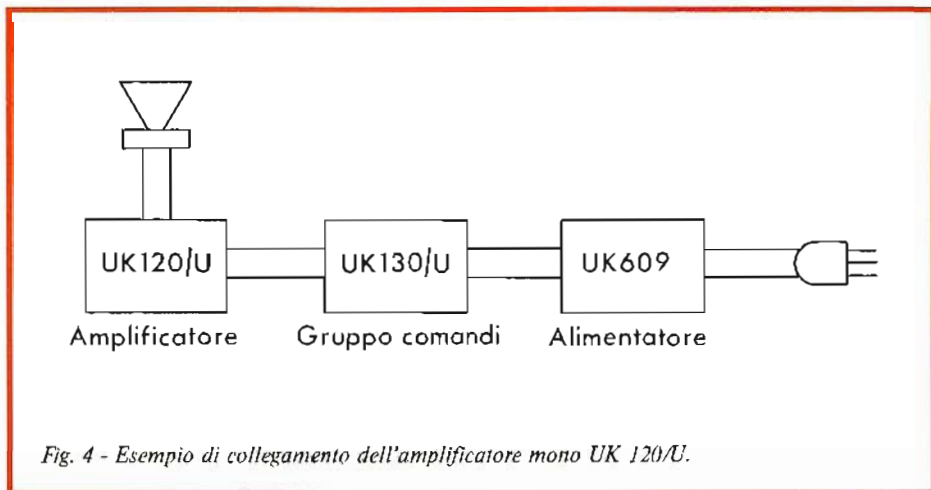 UK120/U UK130/U UK609
Amplificatore Gruppo comandi Alimentatore
Fig. 4 - Esempio di collegamento dell'amplificatore mono UK 120/U.